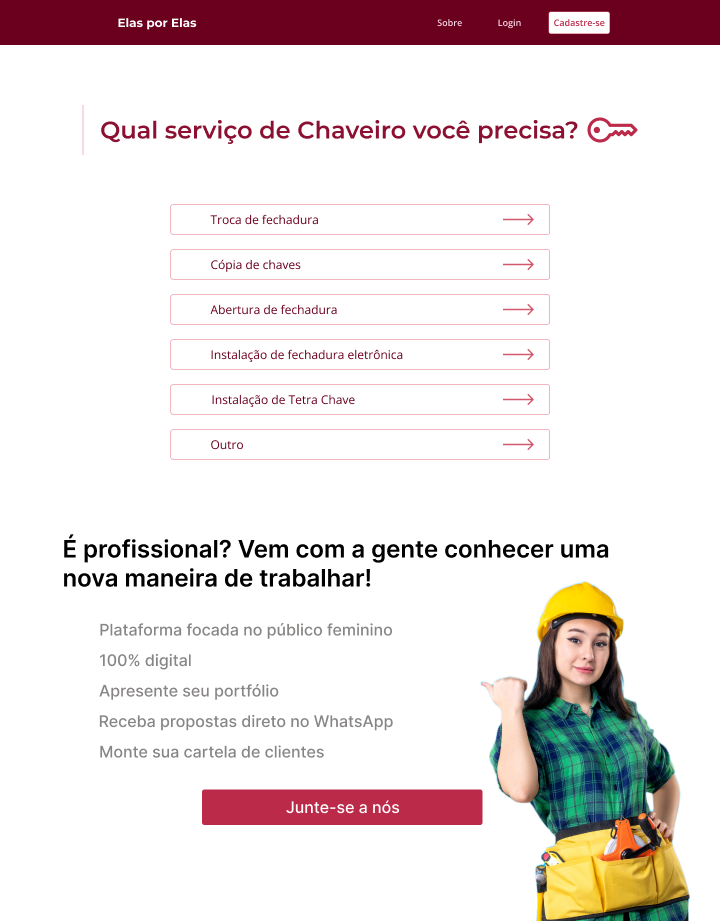 Elas por Elas
Sobre
Login
Cadastre-se
Qual serviço de Chaveiro você precisa?
Troca de fechadura
Cópia de chaves
Abertura de fechadura
Instalação de fechadura eletrônica
Instalação de Tetra Chave
Outro
É profissional? Vem com a gente conhecer uma
nova maneira de trabalhar!
Plataforma focada no público feminino
100% digital
Apresente seu portfólio
Receba propostas direto no WhatsApp
Monte sua cartela de clientes
Junte-se a nós